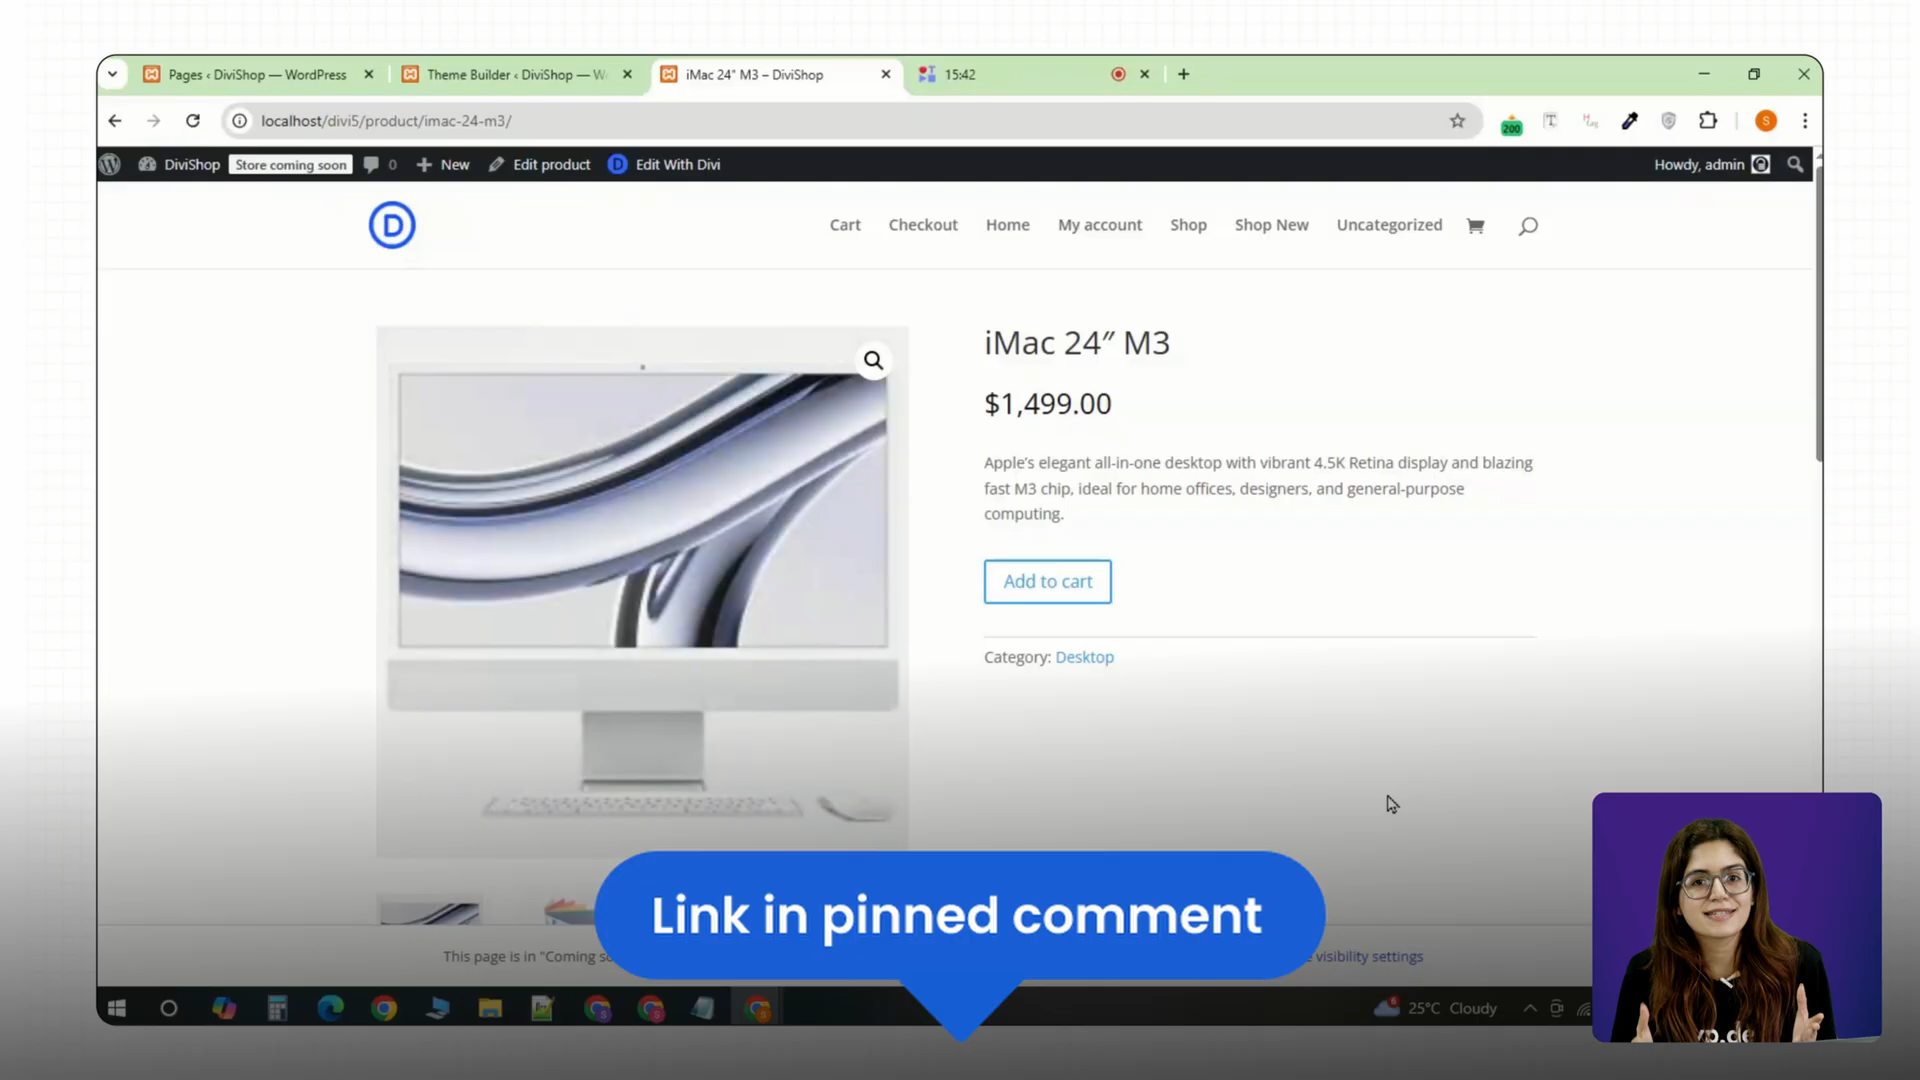 Pages ‹ DiviShop — WordPress
Theme Builder ‹ DiviShop — W
iMac 24" M3 – DiviShop
15:42
localhost/divi5/product/imac-24-m3/
200
S
DiviShop
Store coming soon
0
New
Edit product
D
Edit With Divi
Howdy, admin
D
Cart
Checkout
Home
My account
Shop
Shop New
Uncategorized
iMac 24″ M3
$1,499.00
Apple’s elegant all-in-one desktop with vibrant 4.5K Retina display and blazing
fast M3 chip, ideal for home offices, designers, and general-purpose
computing.
Add to cart
Category: Desktop
Link in pinned comment
This page is in "Coming
visibility settings
25°C Cloudy